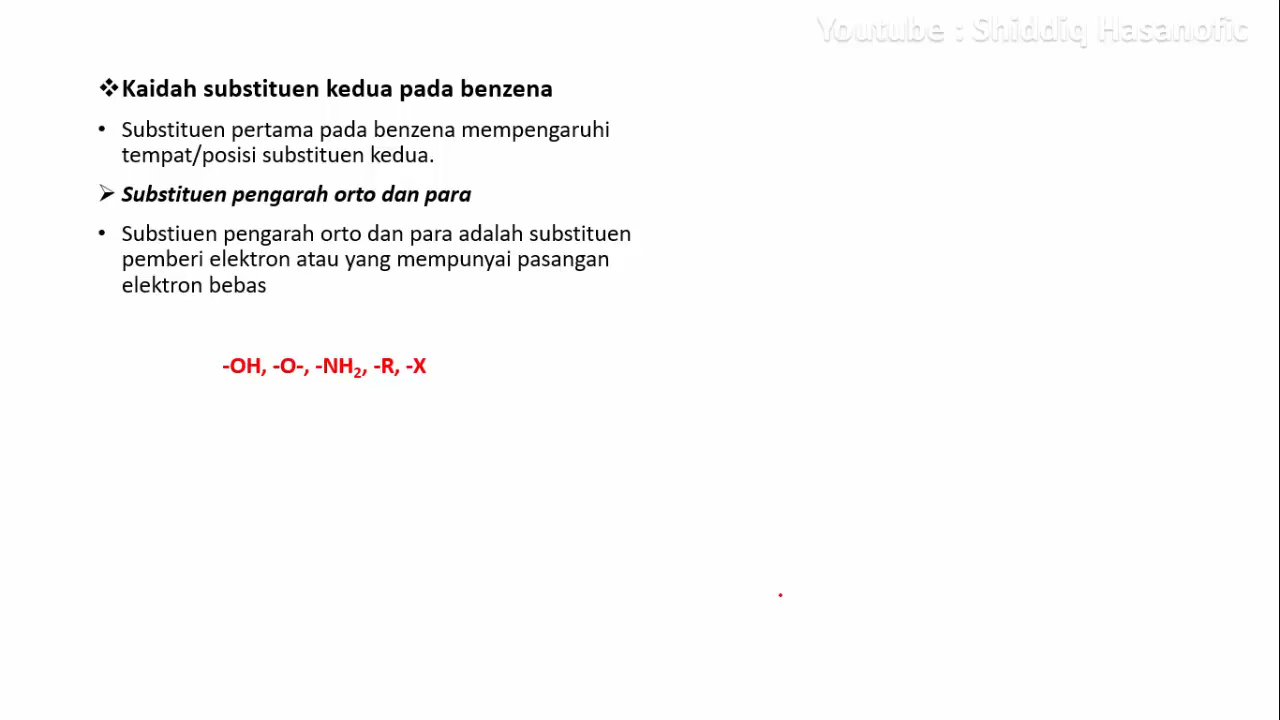 Youtube : Shiddiq Hasanofic
❖Kaidah substituen kedua pada benzena
• Substituen pertama pada benzena mempengaruhi
tempat/posisi substituen kedua.
➢ Substituen pengarah orto dan para
• Substiuen pengarah orto dan para adalah substituen
pemberi elektron atau yang mempunyai pasangan
elektron bebas
-OH, -O-, -NH₂, -R, -X